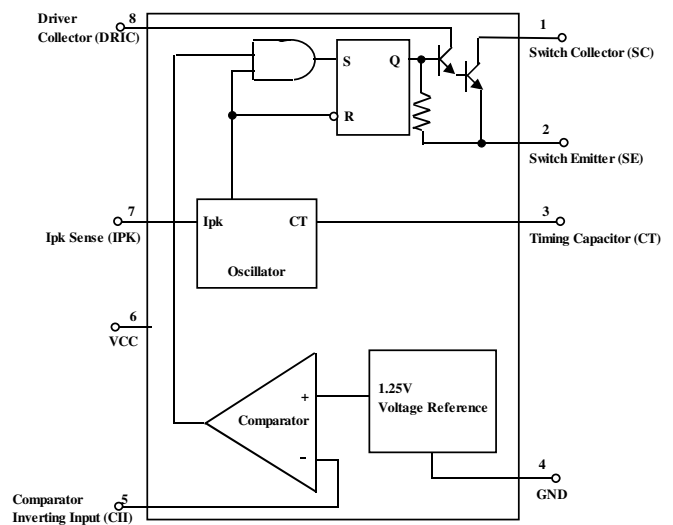 Driver
Collector (DRIC)
8
1
Switch Collector (SC)
S
Q
R
2
Switch Emitter (SE)
7
Ipk Sense (IPK)
Ipk
CT
Oscillator
3
Timing Capacitor (CT)
6
VCC
+
Comparator
-
1.25V
Voltage Reference
4
GND
5
Comparator
Inverting Input (CII)